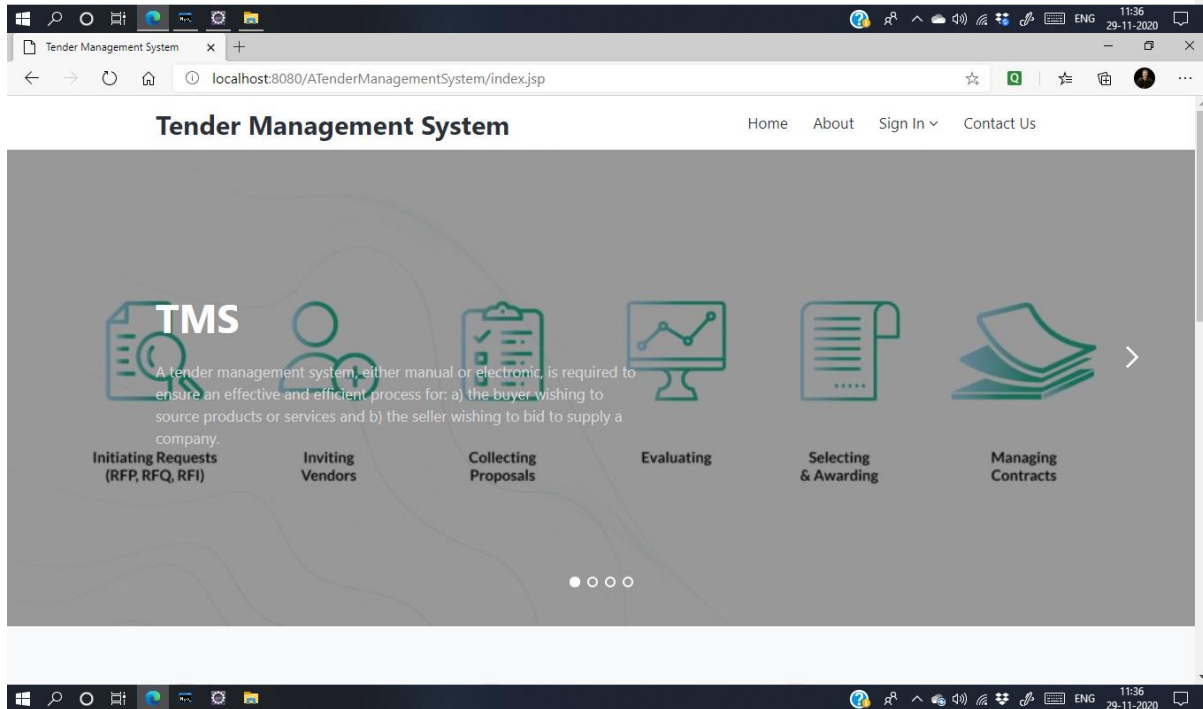 11:36
ENG
29-11-2020
Tender Management System
localhost:8080/ATenderManagementSystem/index.jsp
Tender Management System
Home About Sign In Contact Us
TMS
A tender management system, either manual or electronic, is required to
ensure an effective and efficient process for: a) the buyer wishing to
source products or services and b) the seller wishing to bid to supply a
company.
Initiating Requests
(RFP, RFQ, RFI)
Inviting
Vendors
Collecting
Proposals
Evaluating
Selecting
& Awarding
Managing
Contracts
11:36
ENG
29-11-2020